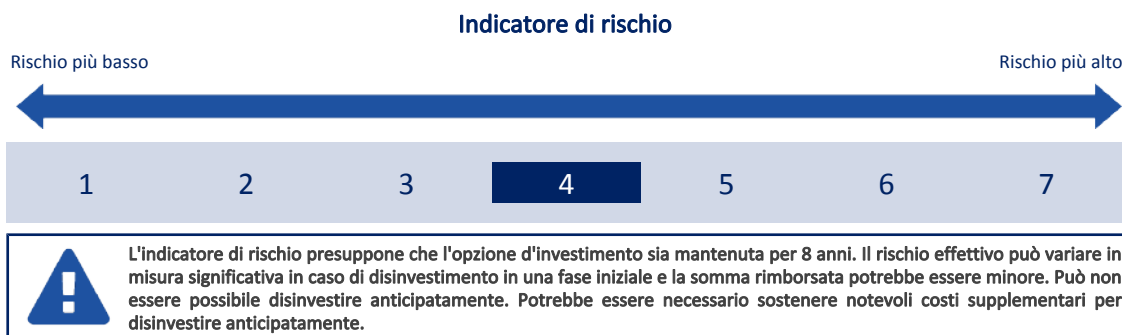 Indicatore di rischio
Rischio più basso
Rischio più alto
1 2 3 4 5 6 7
L'indicatore di rischio presuppone che l'opzione d'investimento sia mantenuta per 8 anni. Il rischio effettivo può variare in
misura significativa in caso di disinvestimento in una fase iniziale e la somma rimborsata potrebbe essere minore. Può non
essere possibile disinvestire anticipatamente. Potrebbe essere necessario sostenere notevoli costi supplementari per
disinvestire anticipatamente.